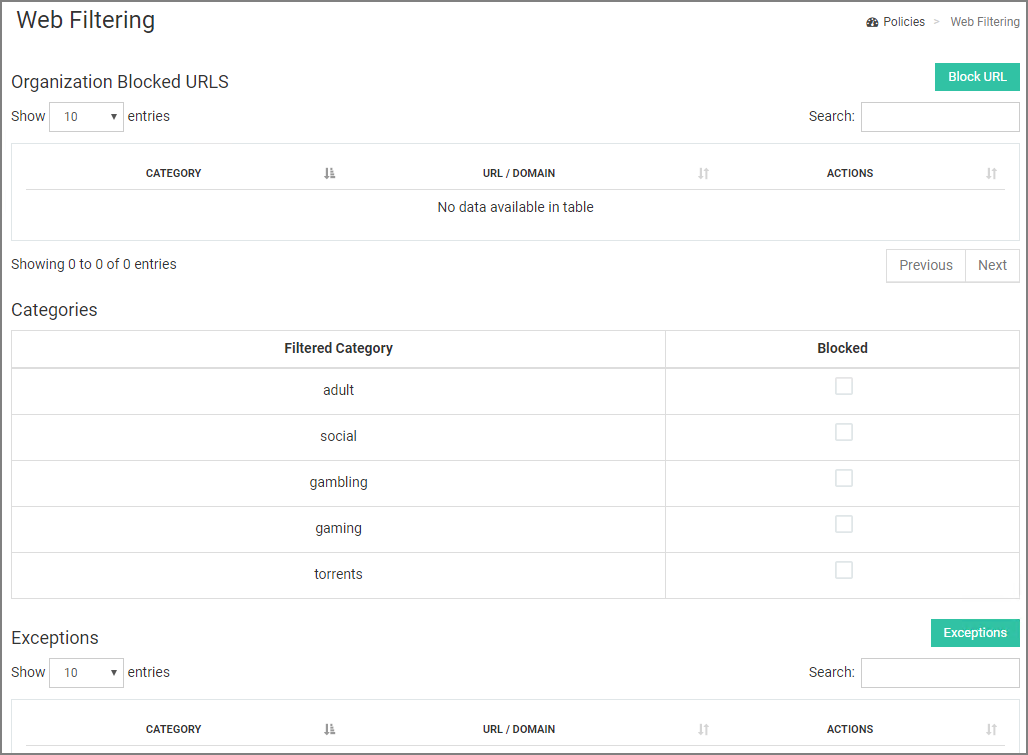 Web Filtering
Policies > Web Filtering
Organization Blocked URLS
Block URL
Show 10 entries
Search:
CATEGORY URL / DOMAIN ACTIONS
No data available in table
Showing 0 to 0 of 0 entries
Previous Next
Categories
Filtered Category Blocked
adult
social
gambling
gaming
torrents
Exceptions
Exceptions
Show 10 entries
Search:
CATEGORY URL / DOMAIN ACTIONS